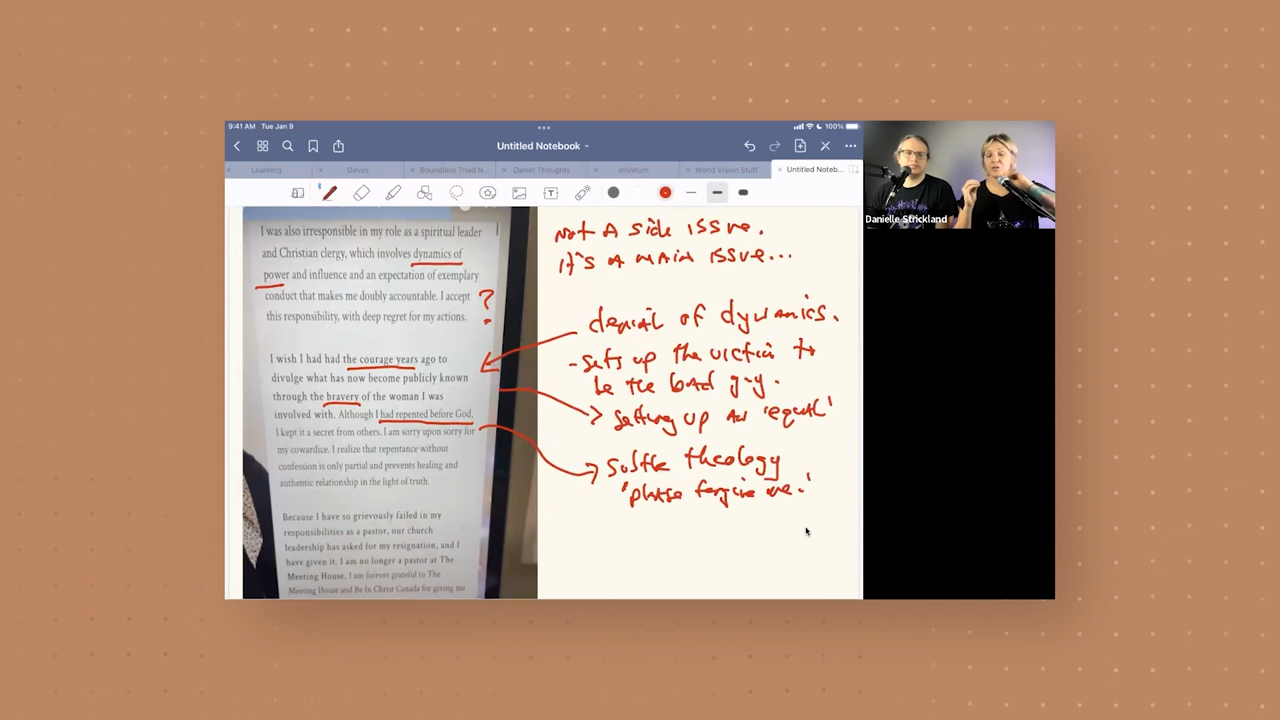 9:41 AM Tue Jan 9
100%
Untitled Notebook
Learning
Devos
Boundless Triad N...
Daniel Thoughts
Infinitum
World Vision Stuff
Untitled Noteb...
T
I was also irresponsible in my role as a spiritual leader
and Christian clergy, which involves dynamics of
power and influence and an expectation of exemplary
conduct that makes me doubly accountable. I accept
this responsibility, with deep regret for my actions.
?
I wish I had had the courage years ago to
divulge what has now become publicly known
through the bravery of the woman I was
involved with. Although I had repented before God,
I kept it a secret from others. I am sorry upon sorry for
my cowardice. I realize that repentance without
confession is only partial and prevents healing and
authentic relationship in the light of truth.
Because I have so grievously failed in my
responsibilities as a pastor, our church
leadership has asked for my resignation, and I
have given it. I am no longer a pastor at The
Meeting House. I am forever grateful to The
Meeting House and Be In Christ Canada for giving me
Not A side issue.
it's A main issue...
denial of dynamics.
- Sets up the victim to
be the bad guy.
Setting up an 'equal'
subtle theology
'please forgive me.'
Danielle Strickland